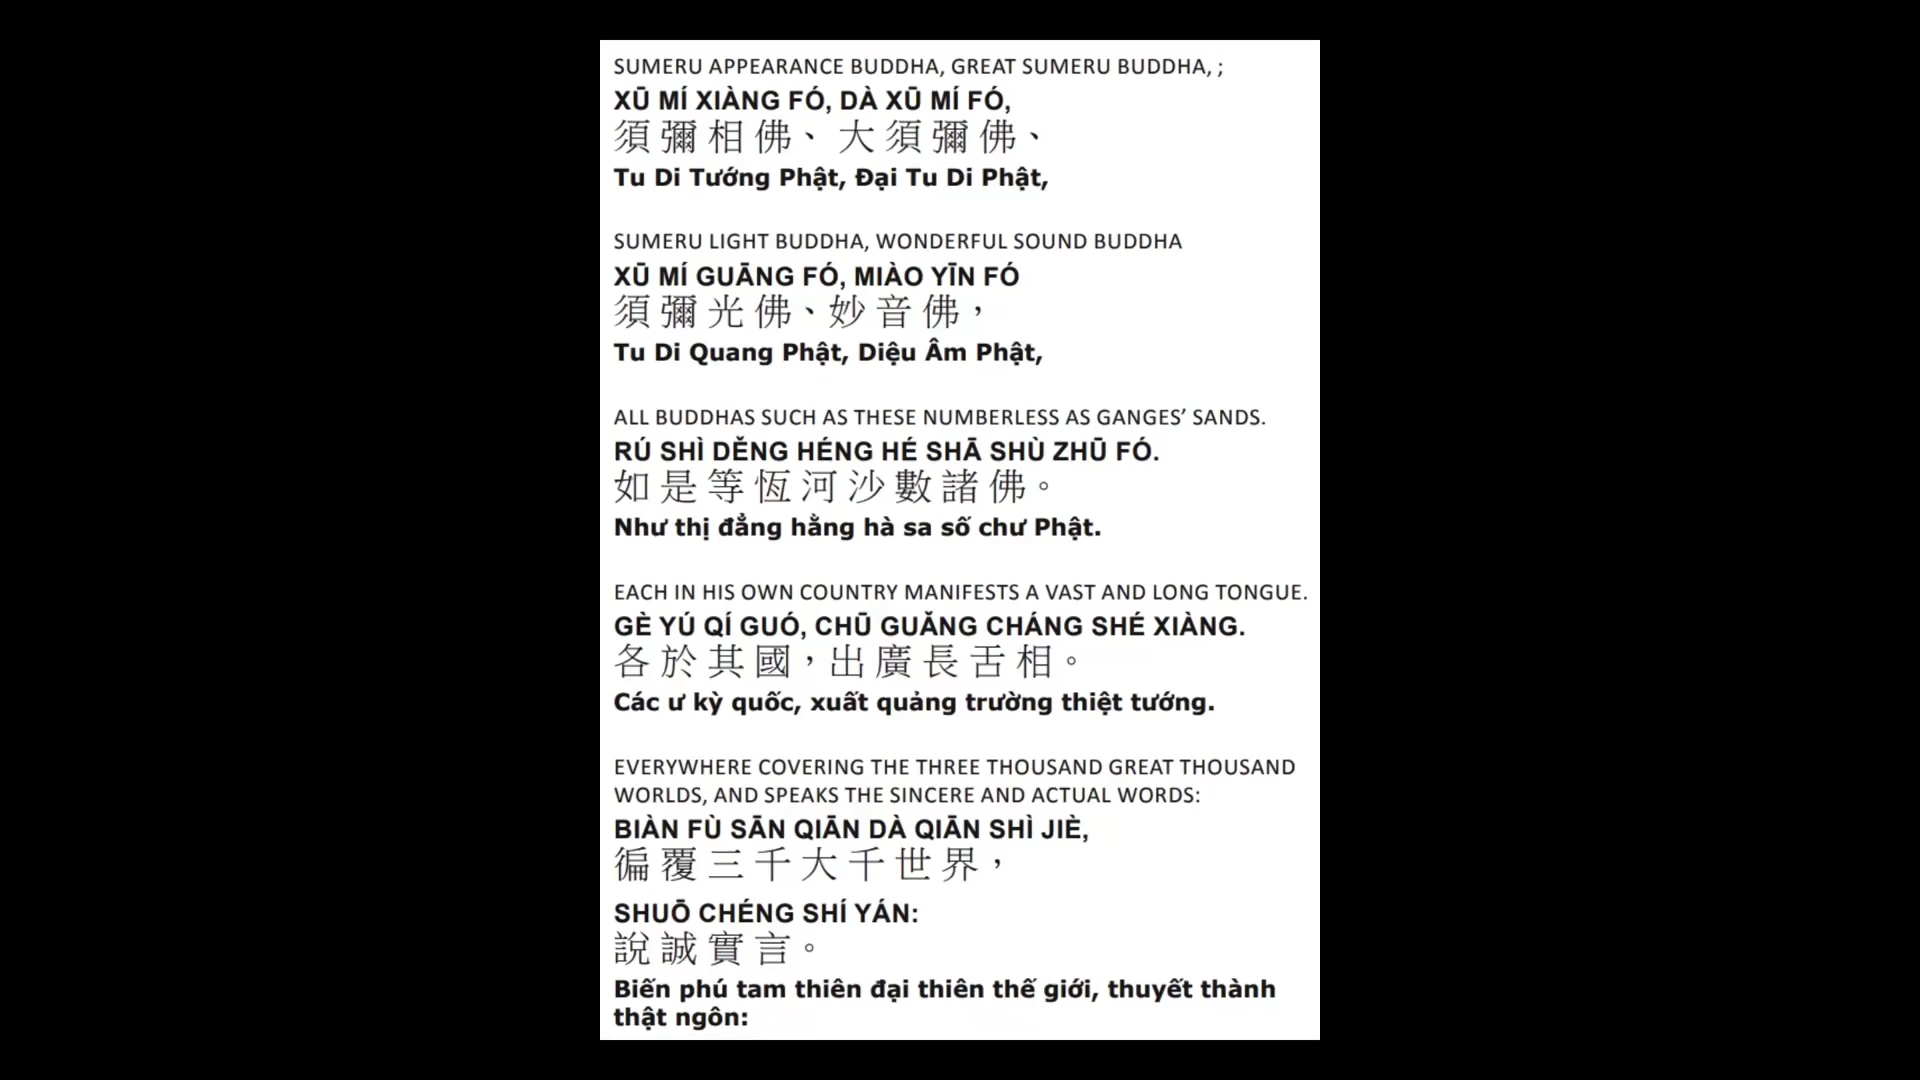 SUMERU APPEARANCE BUDDHA, GREAT SUMERU BUDDHA, ;
XŪ MÍ XIÀNG FÓ, DÀ XŪ MÍ FÓ,
須彌相佛、大須彌佛、
Tu Di Tướng Phật, Đại Tu Di Phật,
SUMERU LIGHT BUDDHA, WONDERFUL SOUND BUDDHA
XŪ MÍ GUĀNG FÓ, MIÀO YĪN FÓ
須彌光佛、妙音佛，
Tu Di Quang Phật, Diệu Âm Phật,
ALL BUDDHAS SUCH AS THESE NUMBERLESS AS GANGES’ SANDS.
RÚ SHÌ DĚNG HÉNG HÉ SHĀ SHÙ ZHŪ FÓ.
如是等恆河沙數諸佛。
Như thị đẳng hằng hà sa số chư Phật.
EACH IN HIS OWN COUNTRY MANIFESTS A VAST AND LONG TONGUE.
GÈ YÚ QÍ GUÓ, CHŪ GUǍNG CHÁNG SHÉ XIÀNG.
各於其國，出廣長舌相。
Các ư kỳ quốc, xuất quảng trường thiệt tướng.
EVERYWHERE COVERING THE THREE THOUSAND GREAT THOUSAND
WORLDS, AND SPEAKS THE SINCERE AND ACTUAL WORDS:
BIÀN FÙ SĀN QIĀN DÀ QIĀN SHÌ JIÈ,
徧覆三千大千世界，
SHUŌ CHÉNG SHÍ YÁN:
說誠實言。
Biến phú tam thiên đại thiên thế giới, thuyết thành
thật ngôn: